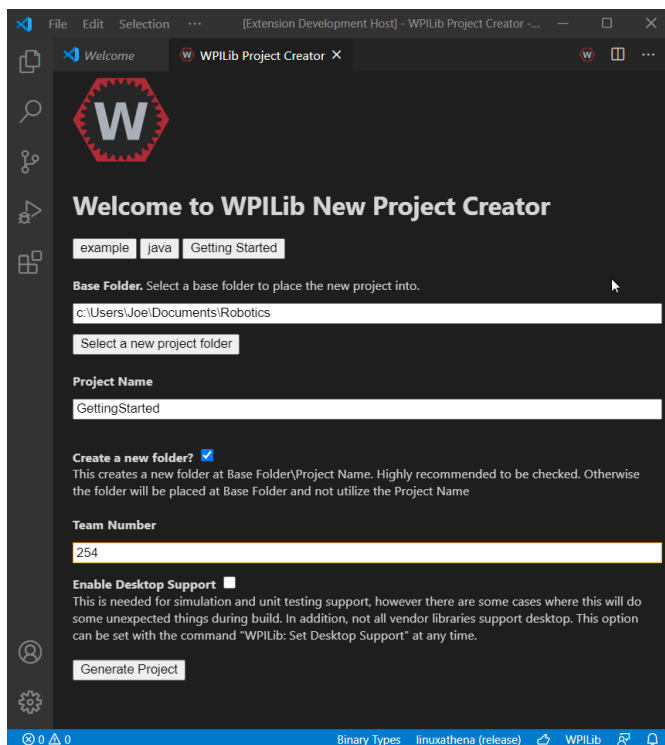 File Edit Selection ··· [Extension Development Host] - WPILib Project Creator -...
Welcome WPILib Project Creator
W
Welcome to WPILib New Project Creator
example java Getting Started
Base Folder. Select a base folder to place the new project into.
c:\Users\Joe\Documents\Robotics
Select a new project folder
Project Name
GettingStarted
Create a new folder?
This creates a new folder at Base Folder\Project Name. Highly recommended to be checked. Otherwise
the folder will be placed at Base Folder and not utilize the Project Name
Team Number
254
Enable Desktop Support
This is needed for simulation and unit testing support, however there are some cases where this will do
some unexpected things during build. In addition, not all vendor libraries support desktop. This option
can be set with the command "WPILib: Set Desktop Support" at any time.
Generate Project
0 0 Binary Types linuxathena (release) WPILib